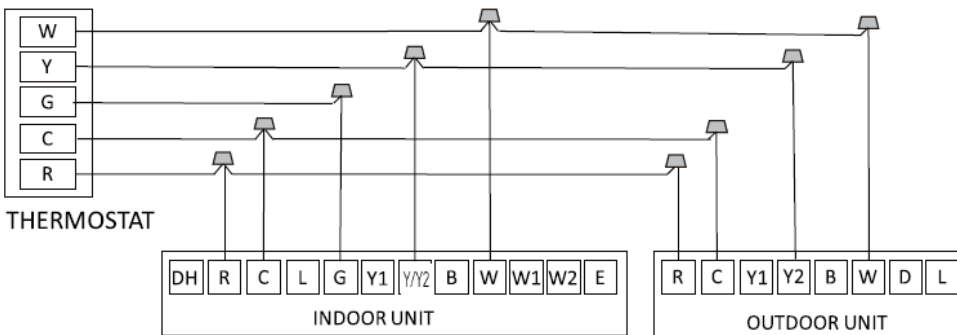 W
Y
G
C
R
THERMOSTAT
DH R C L G Y1 Y/Y2 B W W1 W2 E
INDOOR UNIT
R C Y1 Y2 B W D L
OUTDOOR UNIT